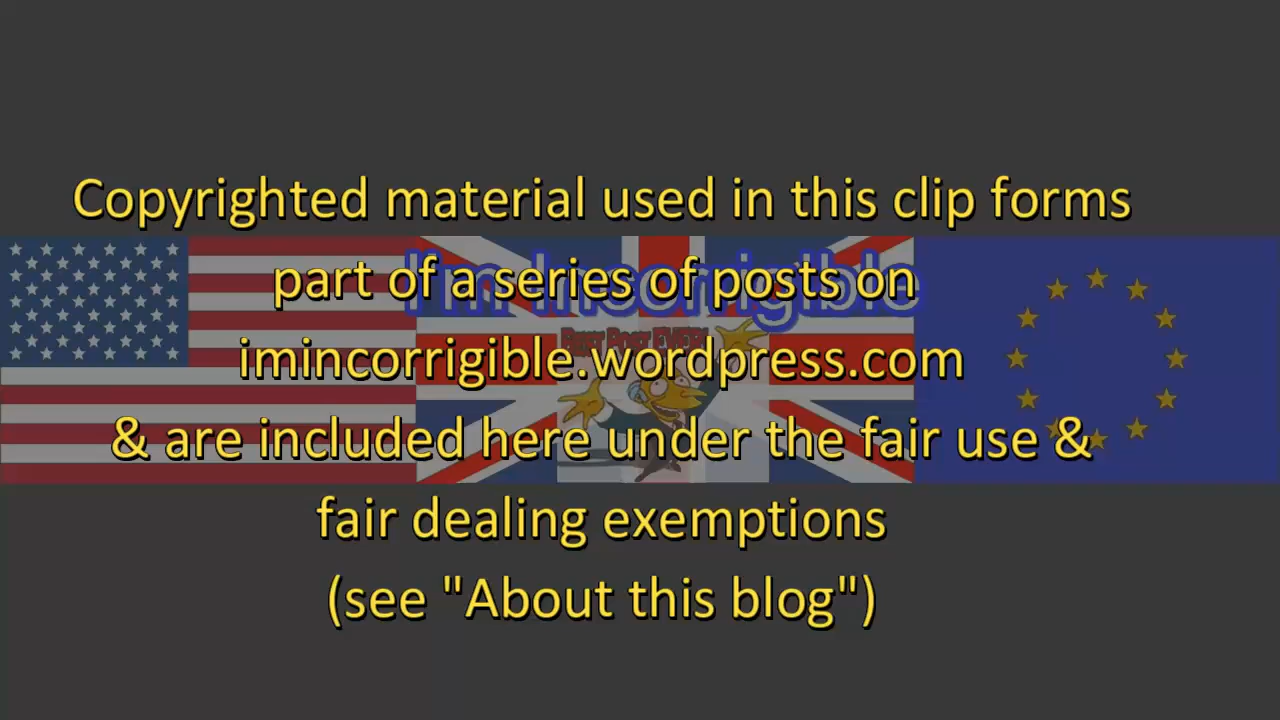 Copyrighted material used in this clip forms
part of a series of posts on
I'm Incorrigible
imincorrigible.wordpress.com
& are included here under the fair use &
fair dealing exemptions
(see "About this blog")